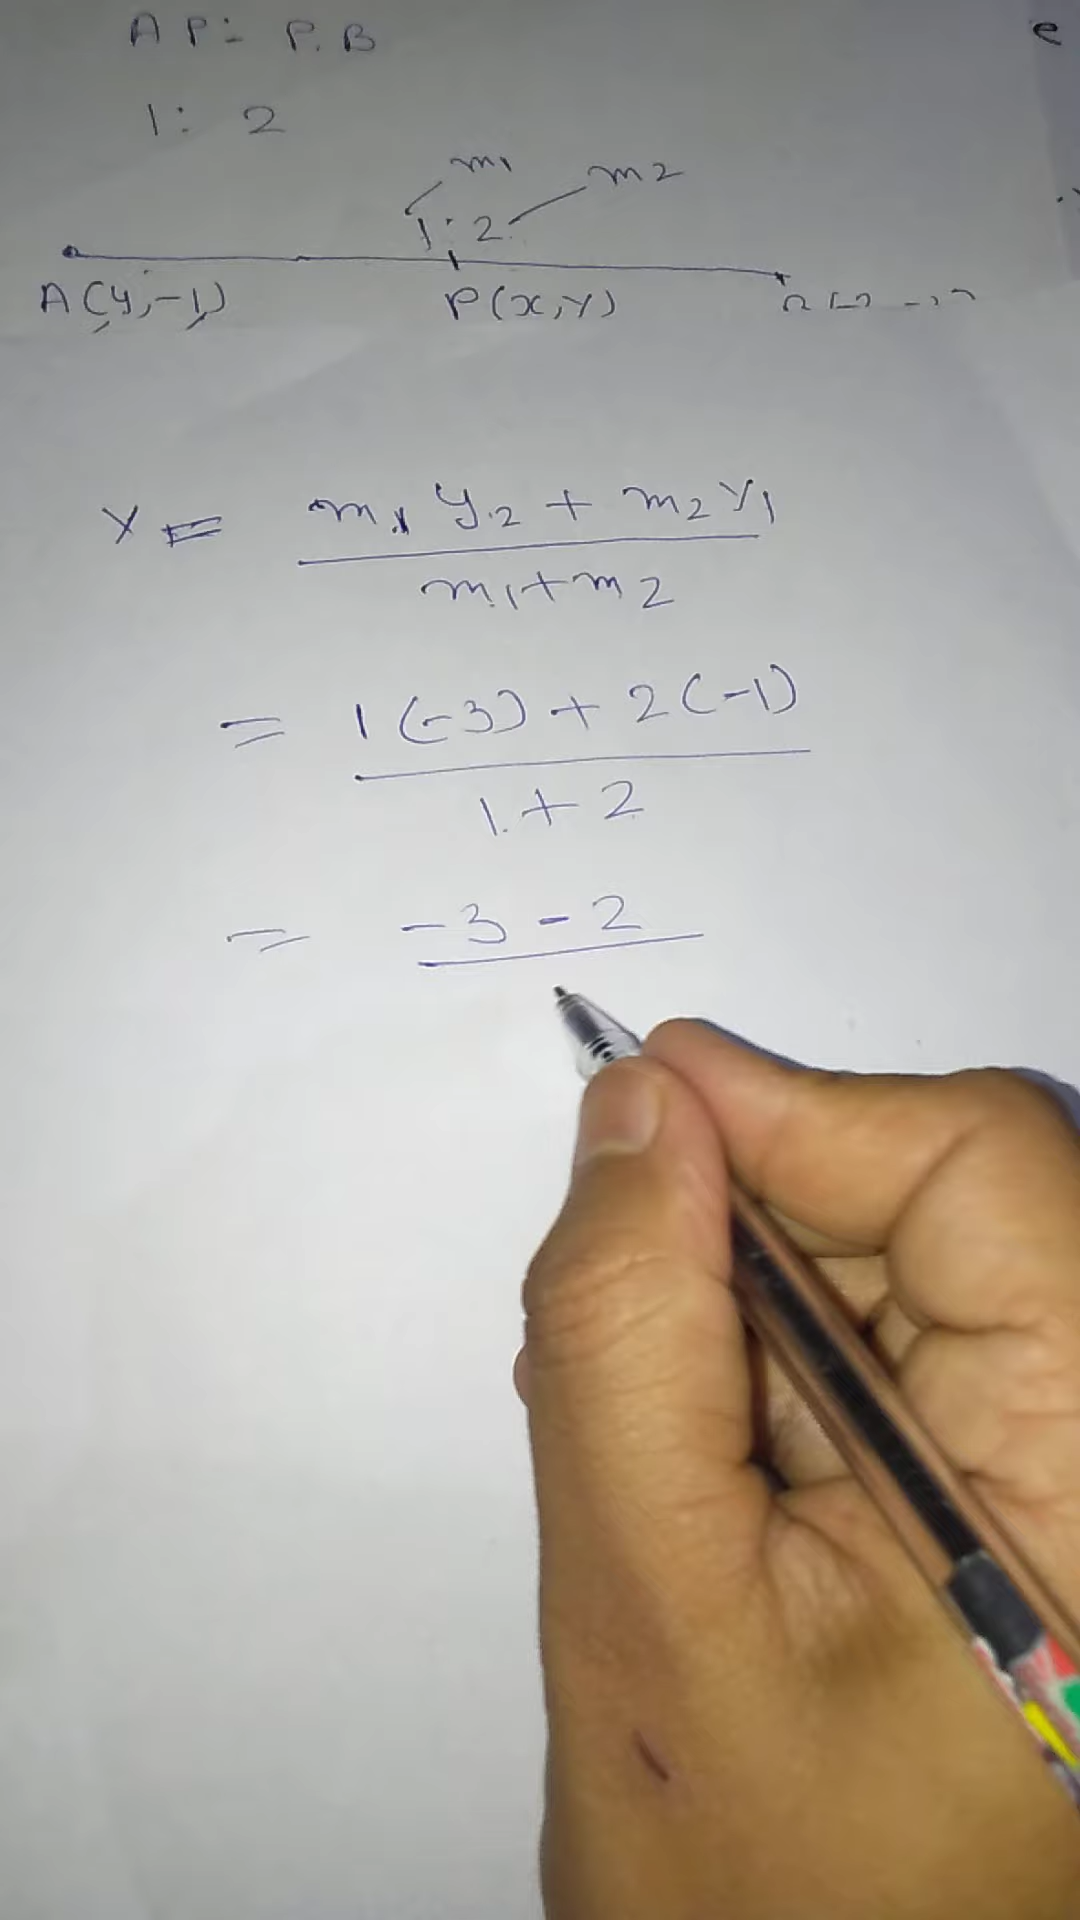 AP:- P.B
1: 2
m1 m2
1:2
A(4,-1) P(x,y)
y = m1 y2 + m2 y1
m1+m2
= 1(-3) + 2(-1)
1+2
= -3-2